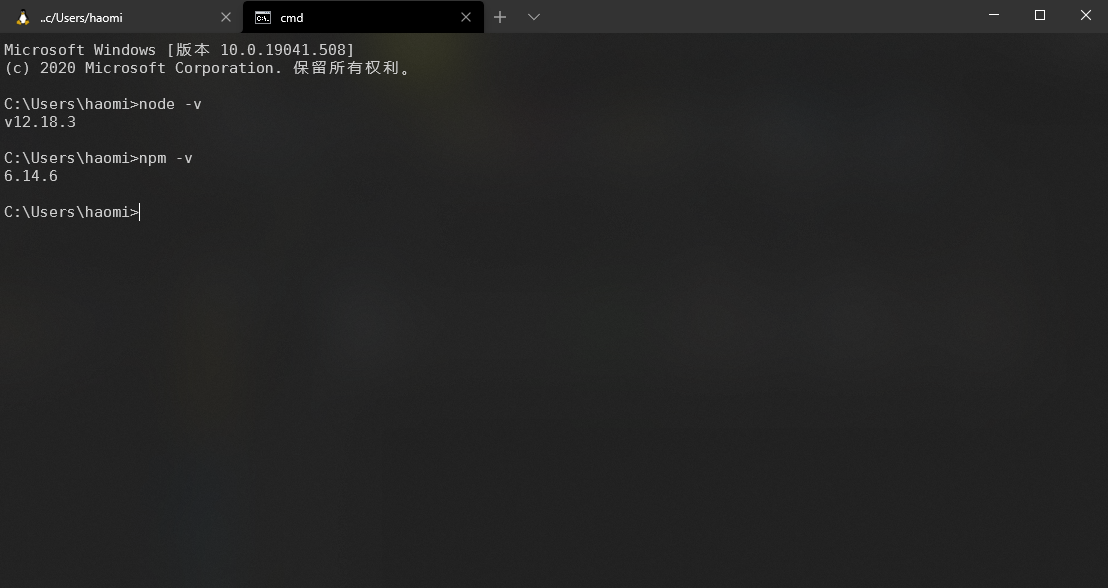 ..c/Users/haomi
cmd
Microsoft Windows [版本 10.0.19041.508]
(c) 2020 Microsoft Corporation. 保留所有权利。
C:\Users\haomi>node -v
v12.18.3
C:\Users\haomi>npm -v
6.14.6
C:\Users\haomi>